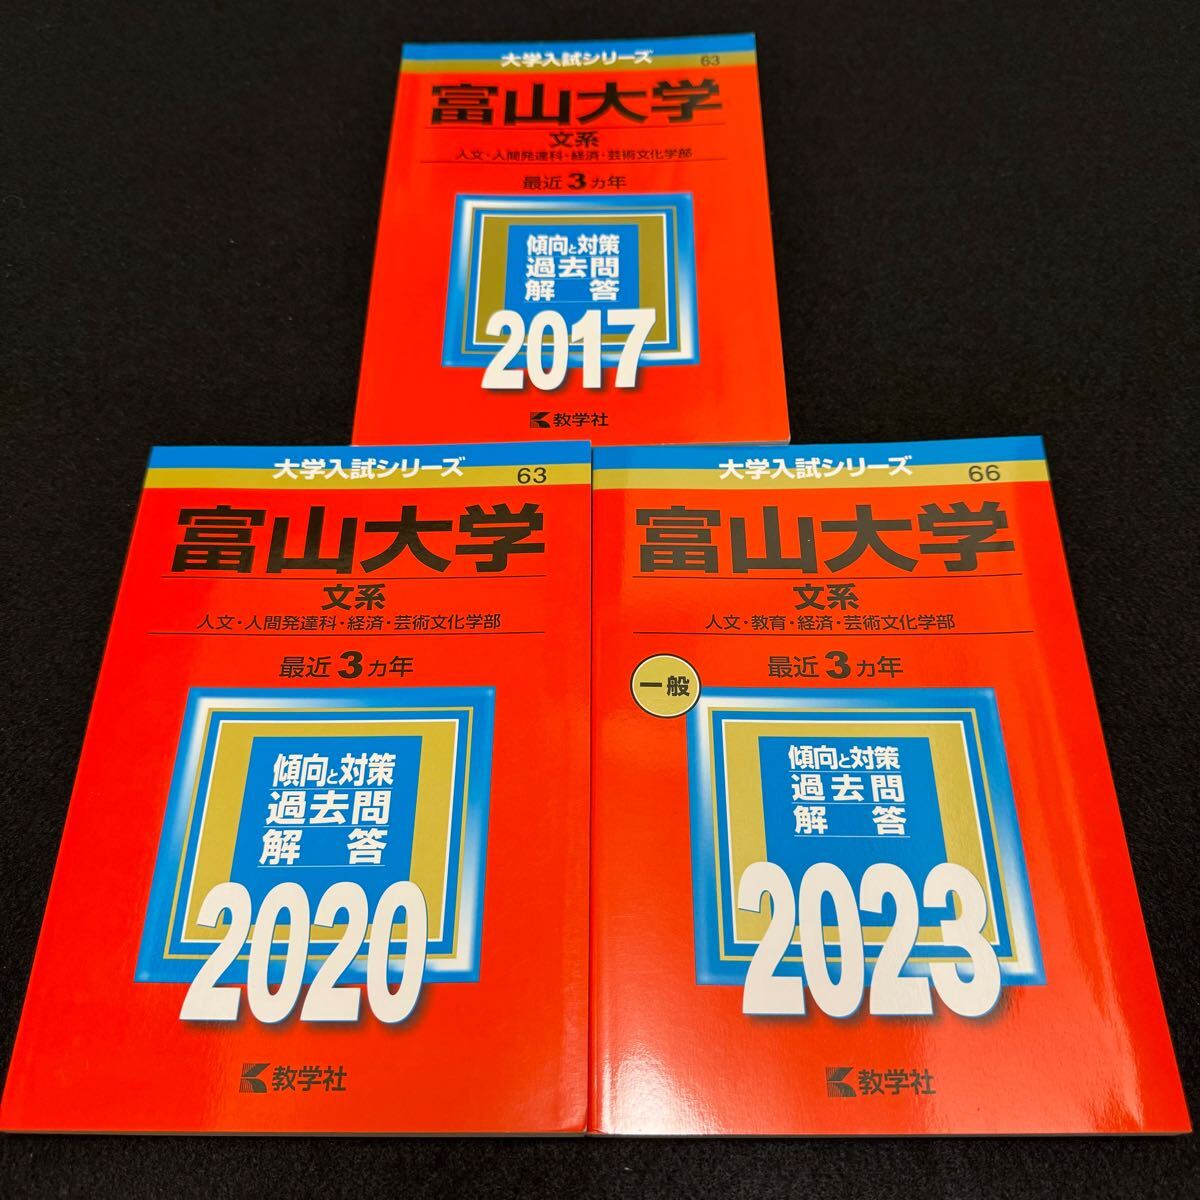 大学入試シリーズ
63
富山大学
文系
人文・人間発達科・経済・芸術文化学部
最近3カ年
傾向と対策
過去問
解答
2017
教学社
大学入試シリーズ
63
富山大学
文系
人文・人間発達科・経済・芸術文化学部
最近3カ年
傾向と対策
過去問
解答
2020
教学社
大学入試シリーズ
66
富山大学
文系
人文・教育・経済・芸術文化学部
一般
最近3カ年
傾向と対策
過去問
解答
2023
教学社